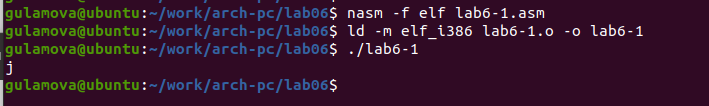 gulamova@ubuntu:~/work/arch-pc/lab06$ nasm -f elf lab6-1.asm
gulamova@ubuntu:~/work/arch-pc/lab06$ ld -m elf_i386 lab6-1.o -o lab6-1
gulamova@ubuntu:~/work/arch-pc/lab06$ ./lab6-1
j
gulamova@ubuntu:~/work/arch-pc/lab06$